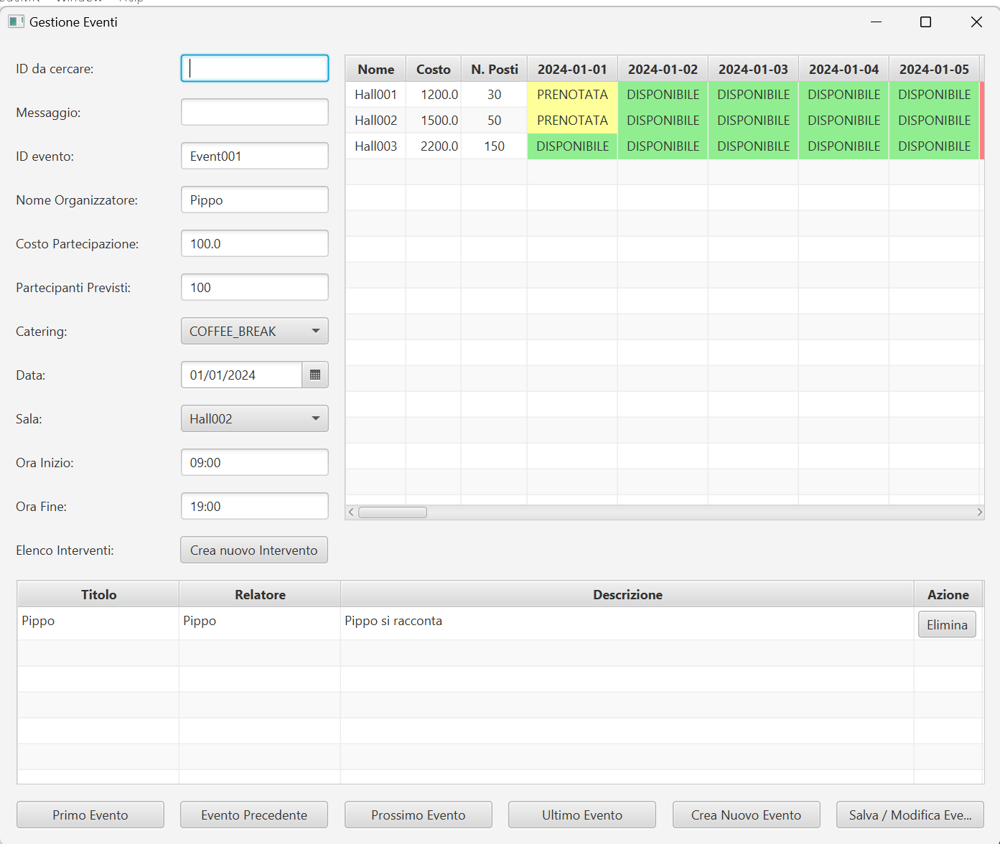 Gestione Eventi
ID da cercare:
Messaggio:
ID evento: Event001
Nome Organizzatore: Pippo
Costo Partecipazione: 100.0
Partecipanti Previsti: 100
Catering: COFFEE_BREAK
Data: 01/01/2024
Sala: Hall002
Ora Inizio: 09:00
Ora Fine: 19:00
Elenco Interventi: Crea nuovo Intervento
Nome Costo N. Posti 2024-01-01 2024-01-02 2024-01-03 2024-01-04 2024-01-05
Hall001 1200.0 30 PRENOTATA DISPONIBILE DISPONIBILE DISPONIBILE DISPONIBILE
Hall002 1500.0 50 PRENOTATA DISPONIBILE DISPONIBILE DISPONIBILE DISPONIBILE
Hall003 2200.0 150 DISPONIBILE DISPONIBILE DISPONIBILE DISPONIBILE DISPONIBILE
Titolo Relatore Descrizione Azione
Pippo Pippo Pippo si racconta Elimina
Primo Evento Evento Precedente Prossimo Evento Ultimo Evento Crea Nuovo Evento Salva / Modifica Eve...